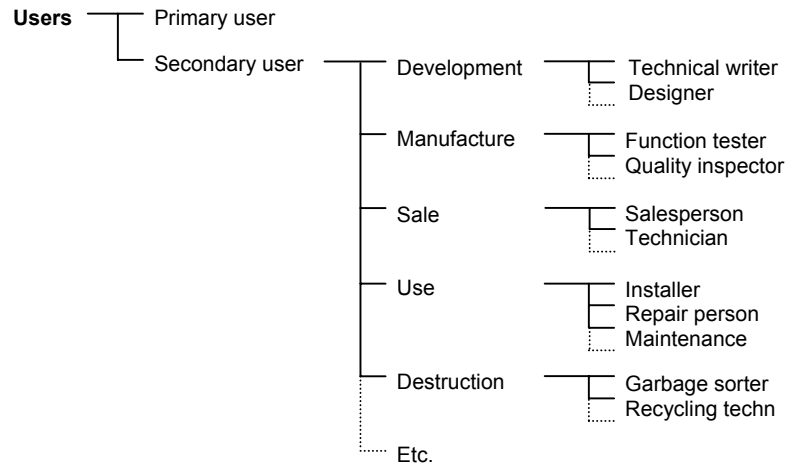 Users Primary user
Secondary user Development Technical writer
Designer
Manufacture Function tester
Quality inspector
Sale Salesperson
Technician
Use Installer
Repair person
Maintenance
Destruction Garbage sorter
Recycling techn
Etc.